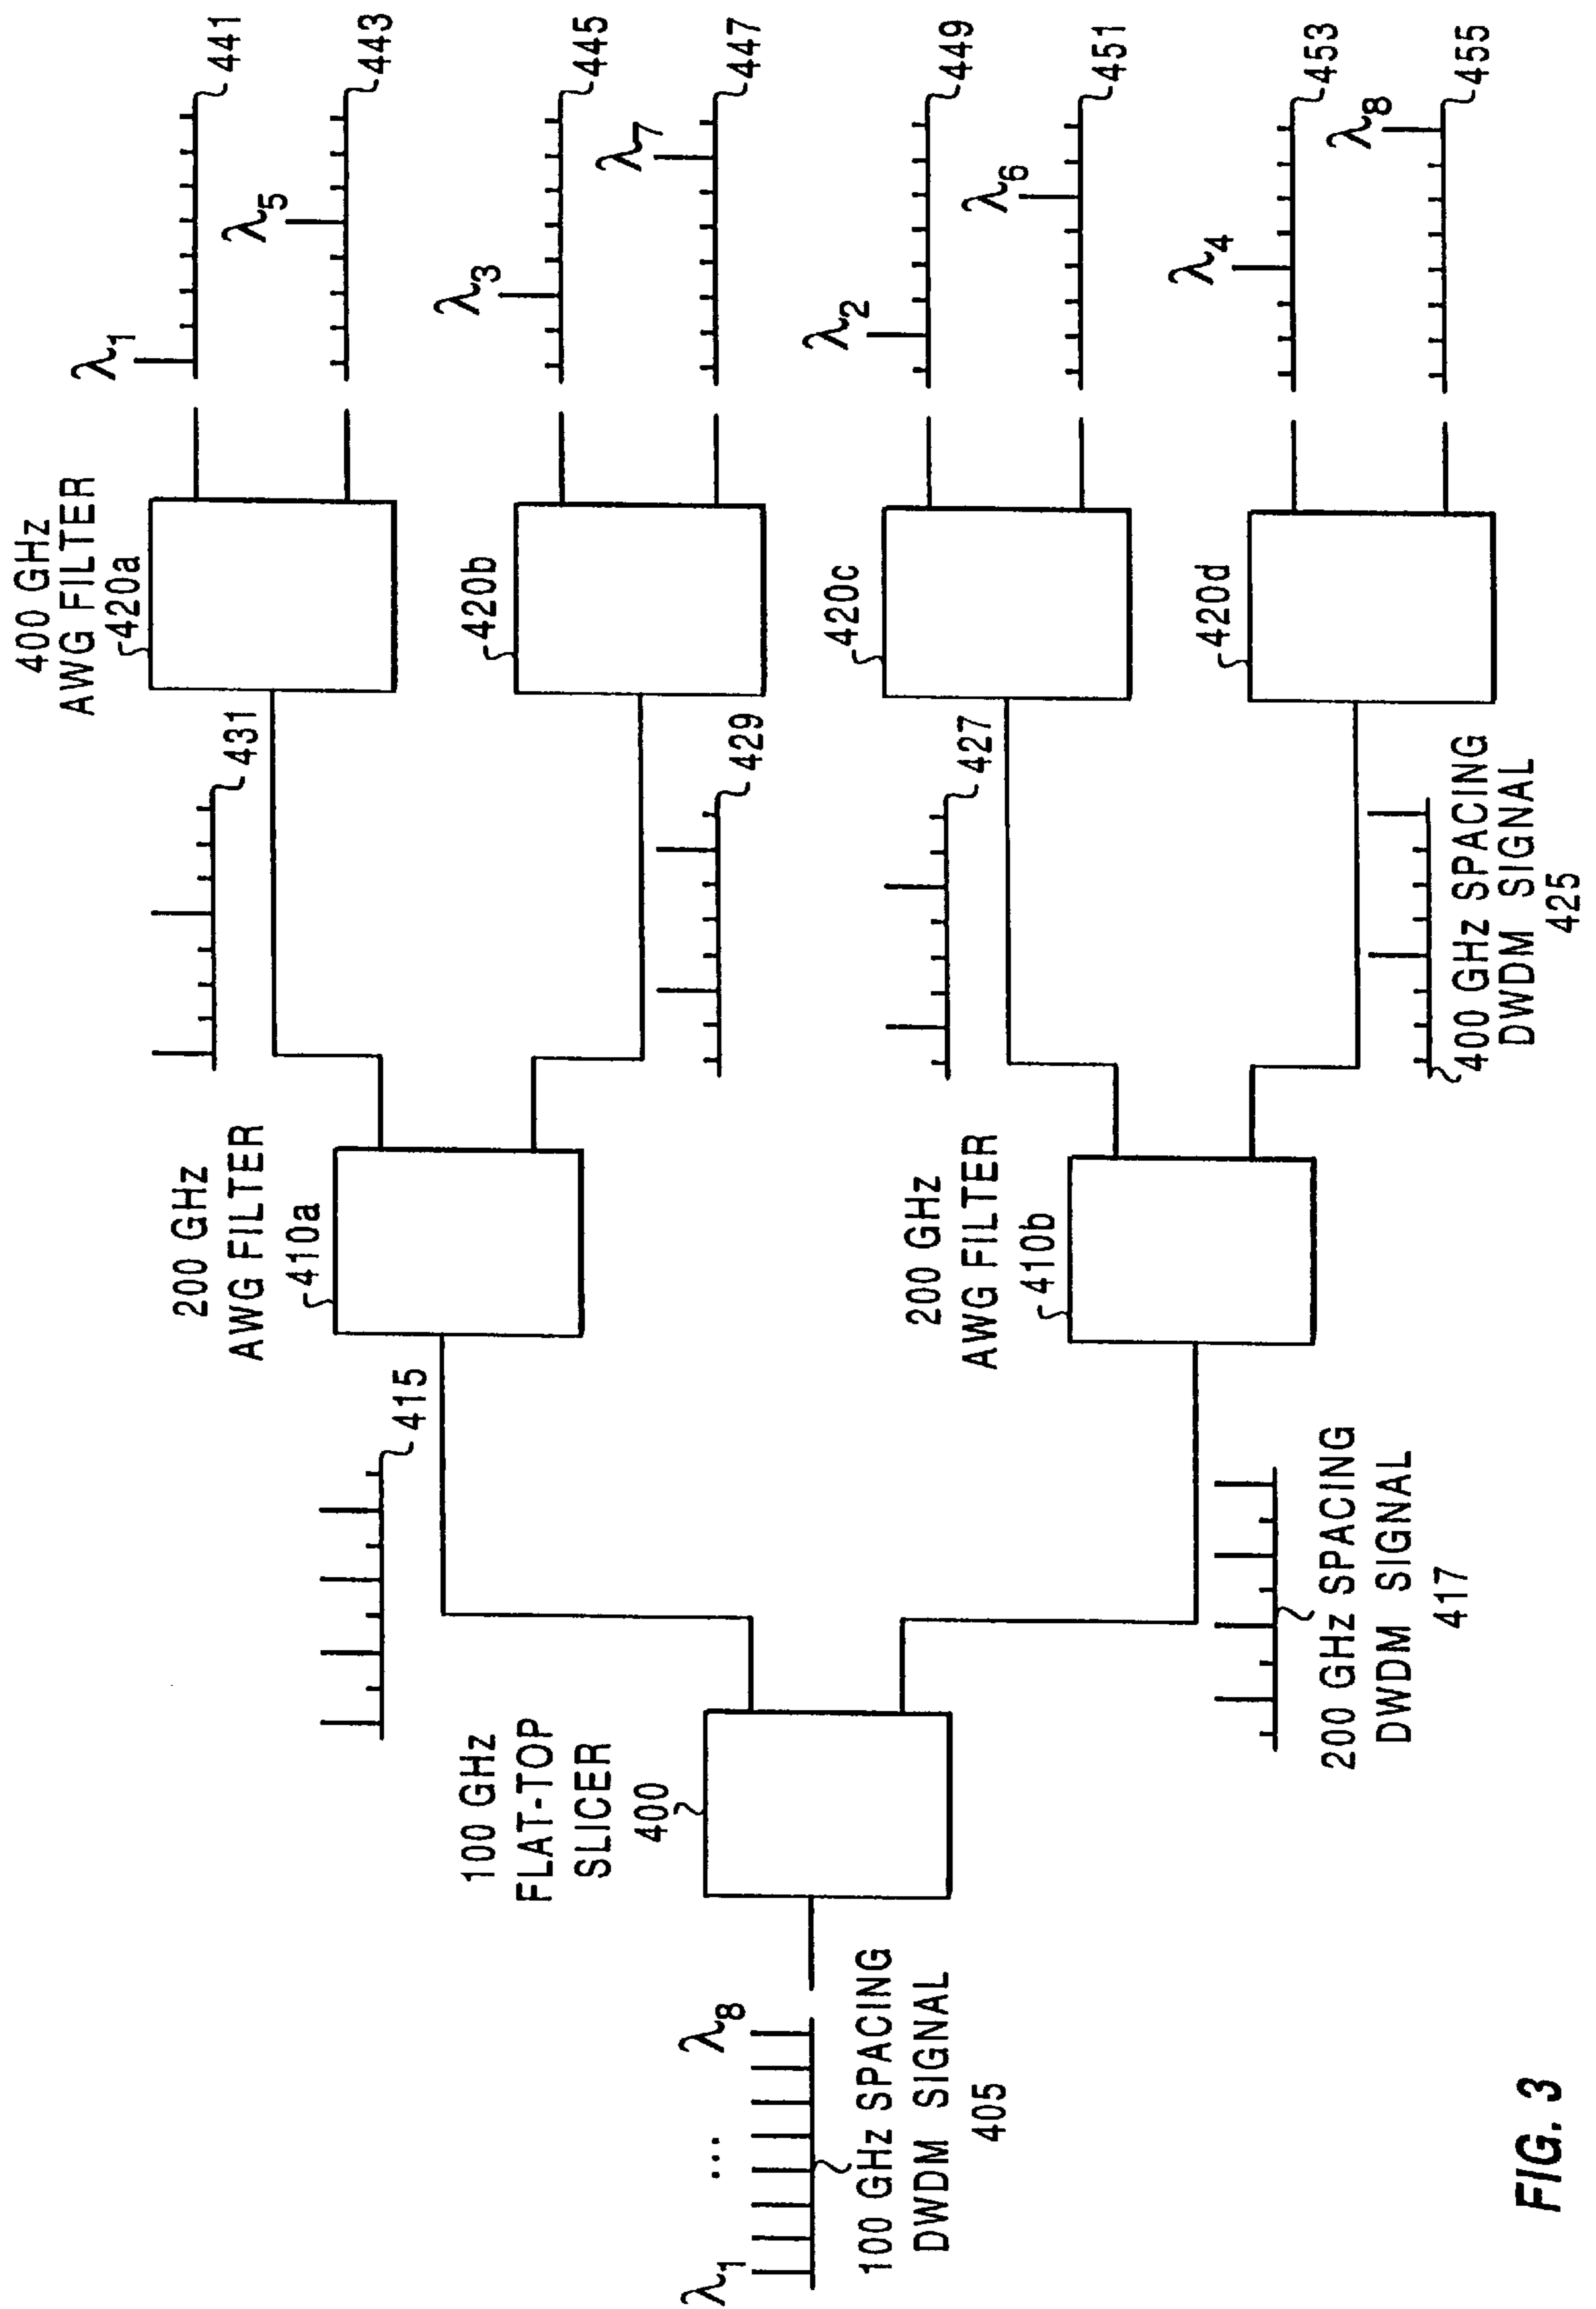 λ1
...
λ8
100 GHz SPACING
DWDM SIGNAL
405
100 GHz
FLAT-TOP
SLICER
400
415
200 GHz SPACING
DWDM SIGNAL
417
200 GHz
AWG FILTER
410a
200 GHz
AWG FILTER
410b
431
429
427
400 GHz SPACING
DWDM SIGNAL
425
400 GHz
AWG FILTER
420a
420b
420c
420d
λ1
441
λ5
443
λ3
445
λ7
447
λ2
449
λ6
451
λ4
453
λ8
455
FIG. 3